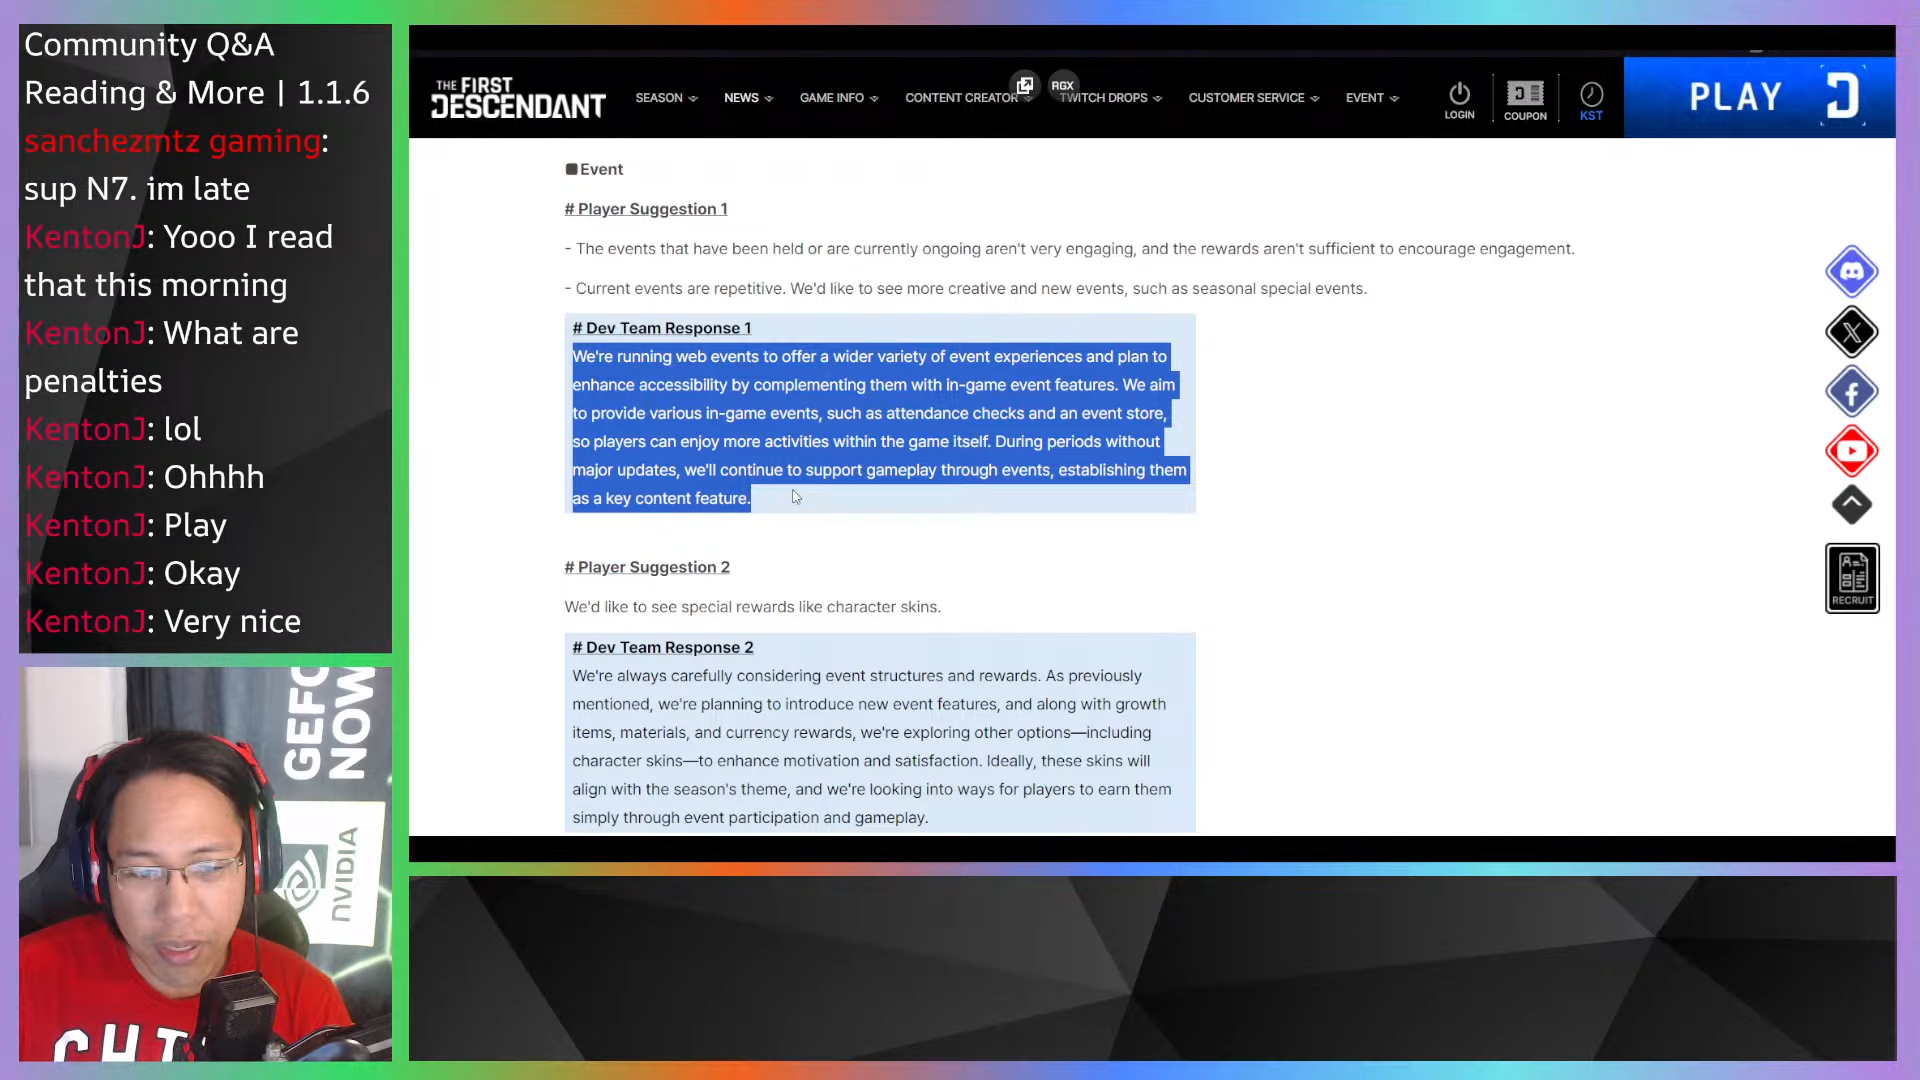 Community Q&A
Reading & More | 1.1.6
sanchezmtz gaming:
sup N7. im late
KentonJ: Yooo I read
that this morning
KentonJ: What are
penalties
KentonJ: lol
KentonJ: Ohhhh
KentonJ: Play
KentonJ: Okay
KentonJ: Very nice
THE FIRST
DESCENDANT
SEASON
NEWS
GAME INFO
CONTENT CREATOR
RGX
TWITCH DROPS
CUSTOMER SERVICE
EVENT
LOGIN
COUPON
KST
PLAY
Event
# Player Suggestion 1
- The events that have been held or are currently ongoing aren't very engaging, and the rewards aren't sufficient to encourage engagement.
- Current events are repetitive. We'd like to see more creative and new events, such as seasonal special events.
# Dev Team Response 1
We're running web events to offer a wider variety of event experiences and plan to
enhance accessibility by complementing them with in-game event features. We aim
to provide various in-game events, such as attendance checks and an event store,
so players can enjoy more activities within the game itself. During periods without
major updates, we'll continue to support gameplay through events, establishing them
as a key content feature.
# Player Suggestion 2
We'd like to see special rewards like character skins.
# Dev Team Response 2
We're always carefully considering event structures and rewards. As previously
mentioned, we're planning to introduce new event features, and along with growth
items, materials, and currency rewards, we're exploring other options—including
character skins—to enhance motivation and satisfaction. Ideally, these skins will
align with the season's theme, and we're looking into ways for players to earn them
simply through event participation and gameplay.
RECRUIT
GEFO
NOW
NVIDIA